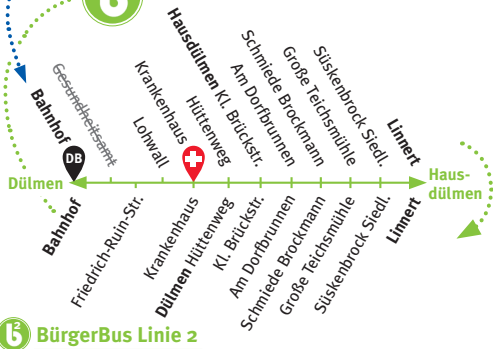 b
Bahnhof
Gesundheitsamt
Lohwall
Krankenhaus
Hüttenweg
Hausdülmen Kl. Brückstr.
Am Dorfbrunnen
Schmiede Brockmann
Große Teichsmühle
Süskenbrock Siedl.
Linnert
DB
Dülmen
Haus-
dülmen
Bahnhof
Friedrich-Ruin-Str.
Krankenhaus
Dülmen Hüttenweg
Kl. Brückstr.
Am Dorfbrunnen
Schmiede Brockmann
Große Teichsmühle
Süskenbrock Siedl.
Linnert
b2 BürgerBus Linie 2